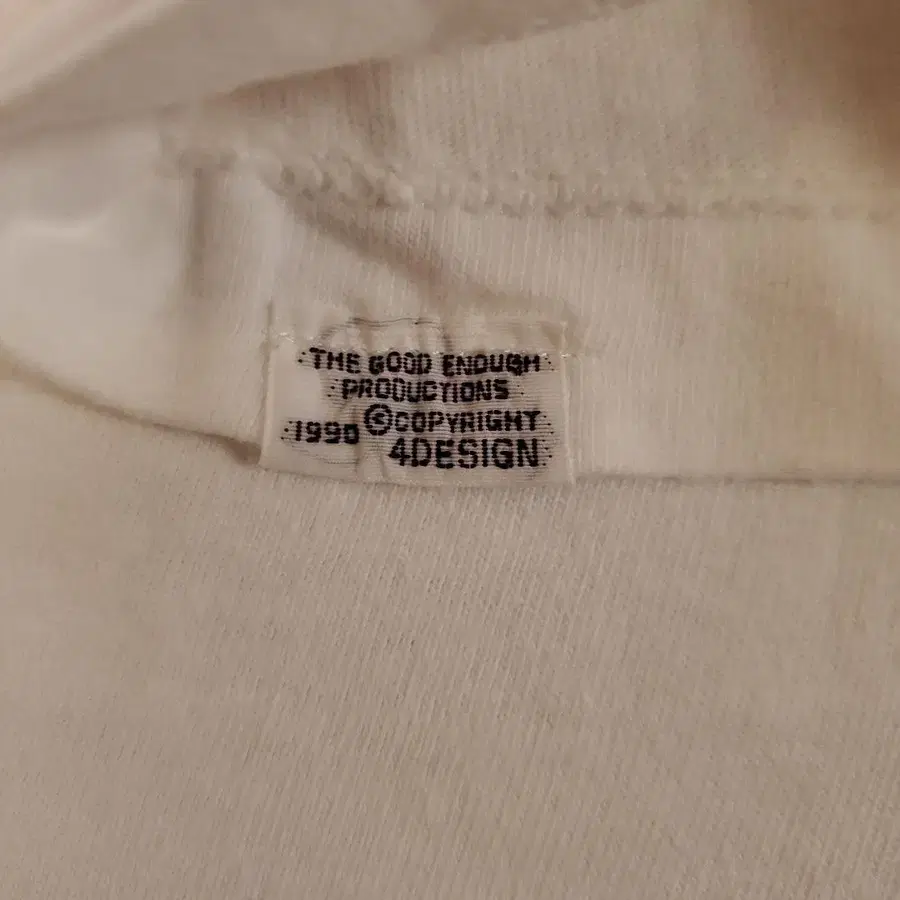 THE GOOD ENOUGH
PRODUCTIONS
1990 ©COPYRIGHT
4DESIGN